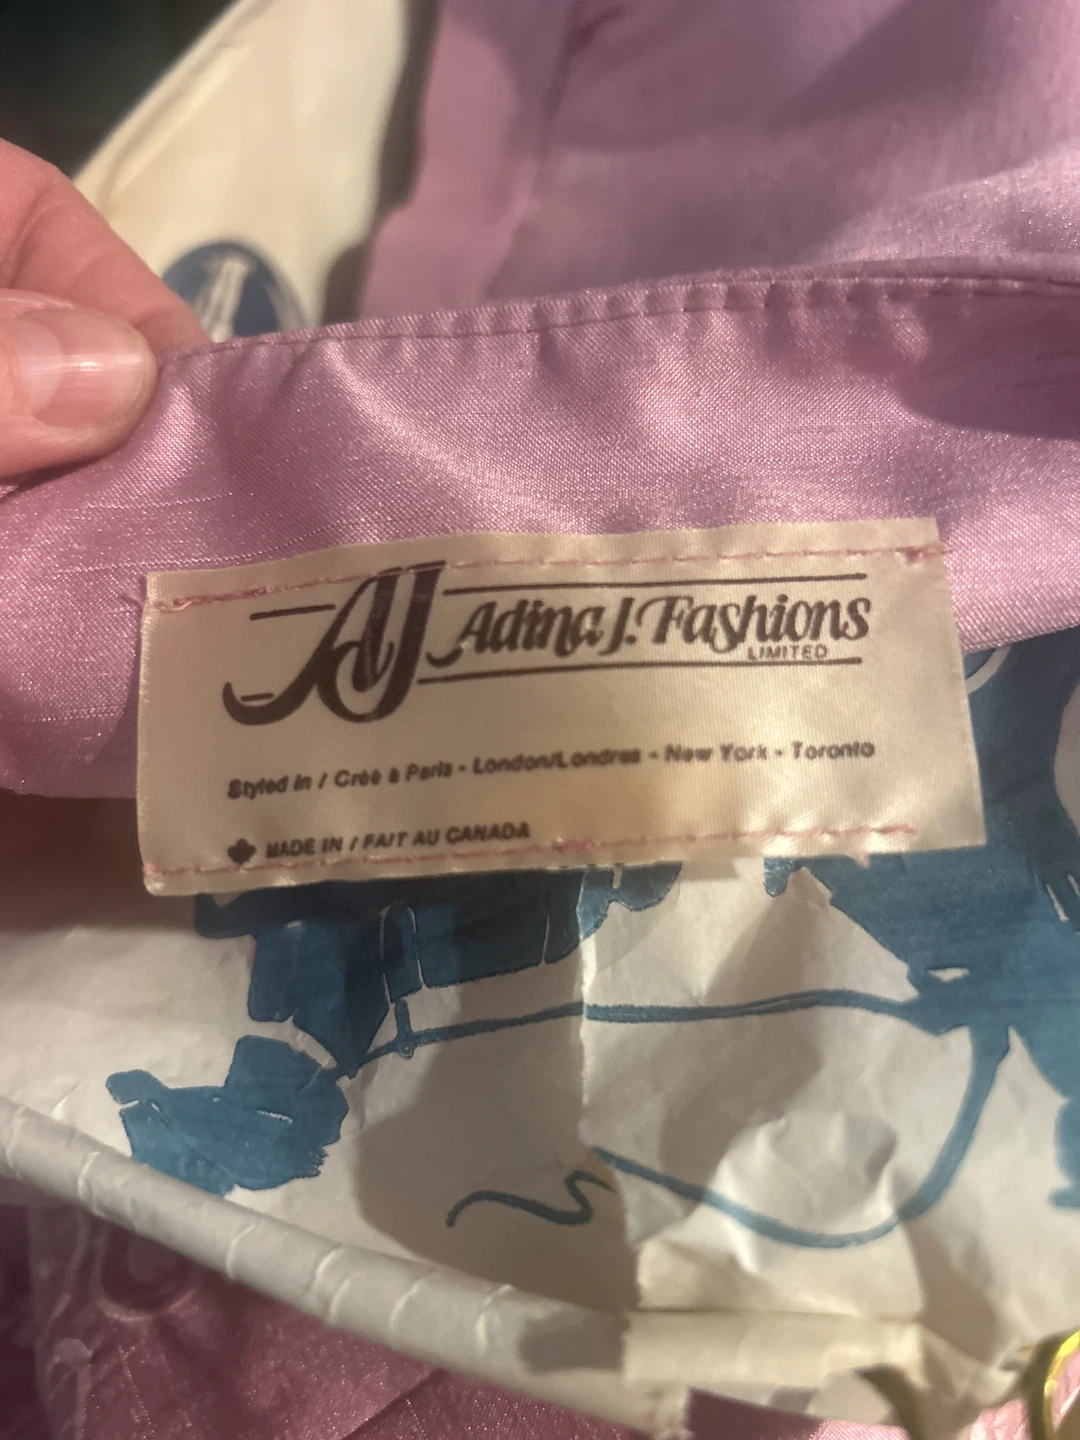 AJ Adina J. Fashions
LIMITED
Styled in / Créé à Paris - London/Londres - New York - Toronto
MADE IN / FAIT AU CANADA